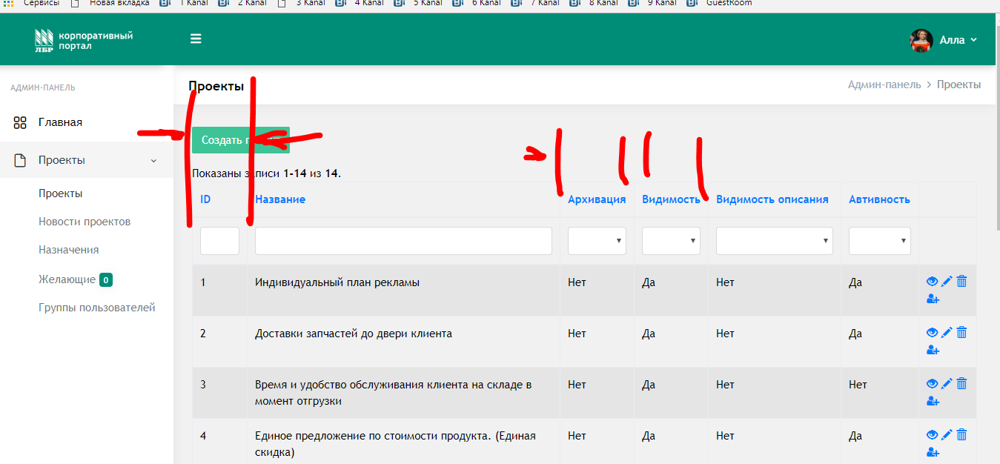 Сервисы Новая вкладка 1 Kanal 2 Kanal 3 Kanal 4 Kanal 5 Kanal 6 Kanal 7 Kanal 8 Kanal 9 Kanal GuestRoom
ЛБР корпоративный
портал
Алла
АДМИН-ПАНЕЛЬ
Главная
Проекты
Проекты
Новости проектов
Назначения
Желающие 0
Группы пользователей
Проекты
Админ-панель > Проекты
Создать
Показаны записи 1-14 из 14.
ID Название Архивация Видимость Видимость описания Автивность
1 Индивидуальный план рекламы Нет Да Нет Да
2 Доставки запчастей до двери клиента Нет Да Нет Да
3 Время и удобство обслуживания клиента на складе в Нет Да Нет Нет
момент отгрузки
4 Единое предложение по стоимости продукта. (Единая Нет Да Нет Да
скидка)